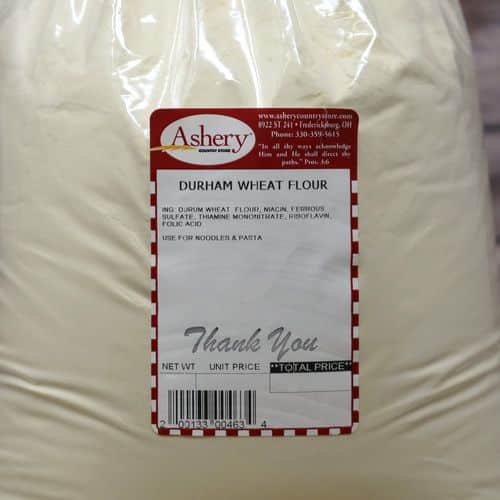 Ashery
COUNTRY STORE
www.asherycountrystore.com
8922 ST 241 • Fredericksburg, OH
Phone: 330-359-5615
"In all thy ways acknowledge
Him and He shall direct thy
paths." Prov. 3:6
DURHAM WHEAT FLOUR
ING: DURUM WHEAT FLOUR, NIACIN, FERROUS
SULFATE, THIAMINE MONONITRATE, RIBOFLAVIN,
FOLIC ACID
USE FOR NOODLES & PASTA
Thank You
NET WT UNIT PRICE **TOTAL PRICE**
2 00133 00463 4